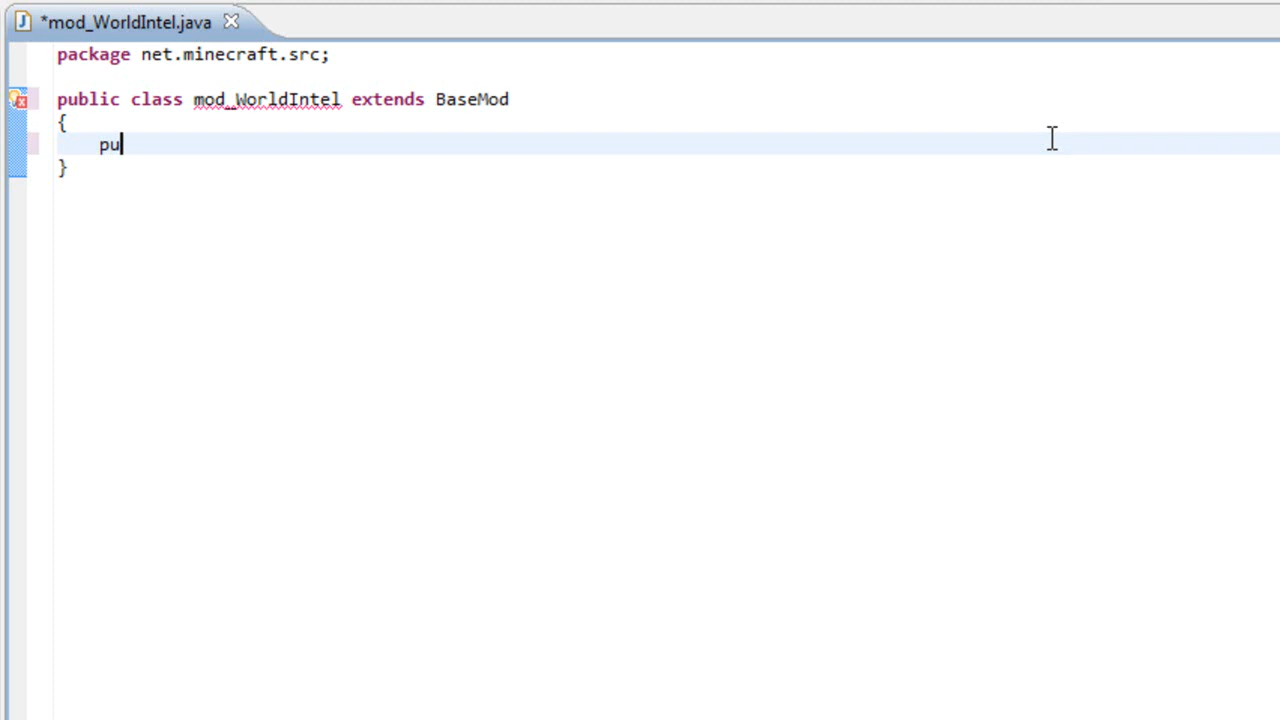 *mod_WorldIntel.java
package net.minecraft.src;
public class mod_WorldIntel extends BaseMod
{
pu
}